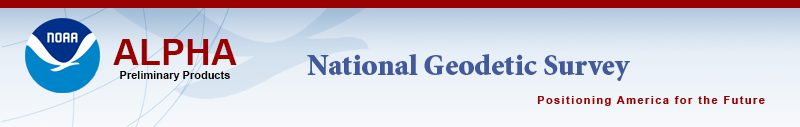 NOAA
ALPHA
Preliminary Products
National Geodetic Survey
Positioning America for the Future